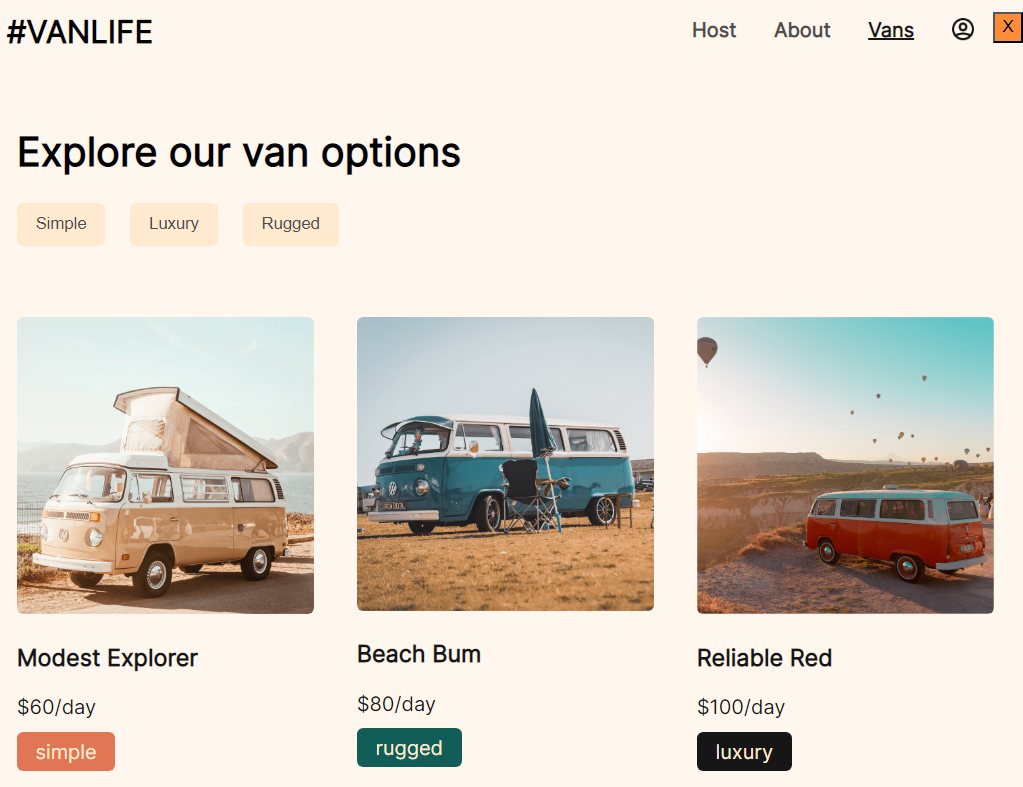 #VANLIFE
Host About Vans X
Explore our van options
Simple Luxury Rugged
Modest Explorer
$60/day
simple
Beach Bum
$80/day
rugged
Reliable Red
$100/day
luxury